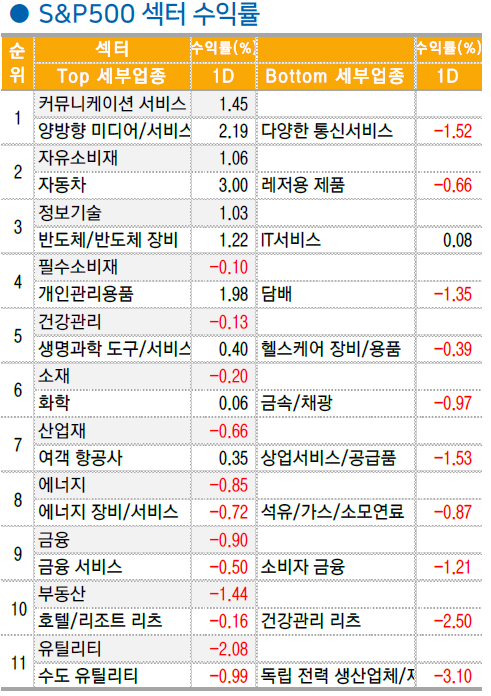 ● S&P500 섹터 수익률
순위 섹터 수익률(%) 수익률(%)
Top 세부업종 1D Bottom 세부업종 1D
1 커뮤니케이션 서비스 1.45
양방향 미디어/서비스 2.19 다양한 통신서비스 -1.52
2 자유소비재 1.06
자동차 3.00 레저용 제품 -0.66
3 정보기술 1.03
반도체/반도체 장비 1.22 IT서비스 0.08
4 필수소비재 -0.10
개인관리용품 1.98 담배 -1.35
5 건강관리 -0.13
생명과학 도구/서비스 0.40 헬스케어 장비/용품 -0.39
6 소재 -0.20
화학 0.06 금속/채광 -0.97
7 산업재 -0.66
여객 항공사 0.35 상업서비스/공급품 -1.53
8 에너지 -0.85
에너지 장비/서비스 -0.72 석유/가스/소모연료 -0.87
9 금융 -0.90
금융 서비스 -0.50 소비자 금융 -1.21
10 부동산 -1.44
호텔/리조트 리츠 -0.16 건강관리 리츠 -2.50
11 유틸리티 -2.08
수도 유틸리티 -0.99 독립 전력 생산업체/ -3.10